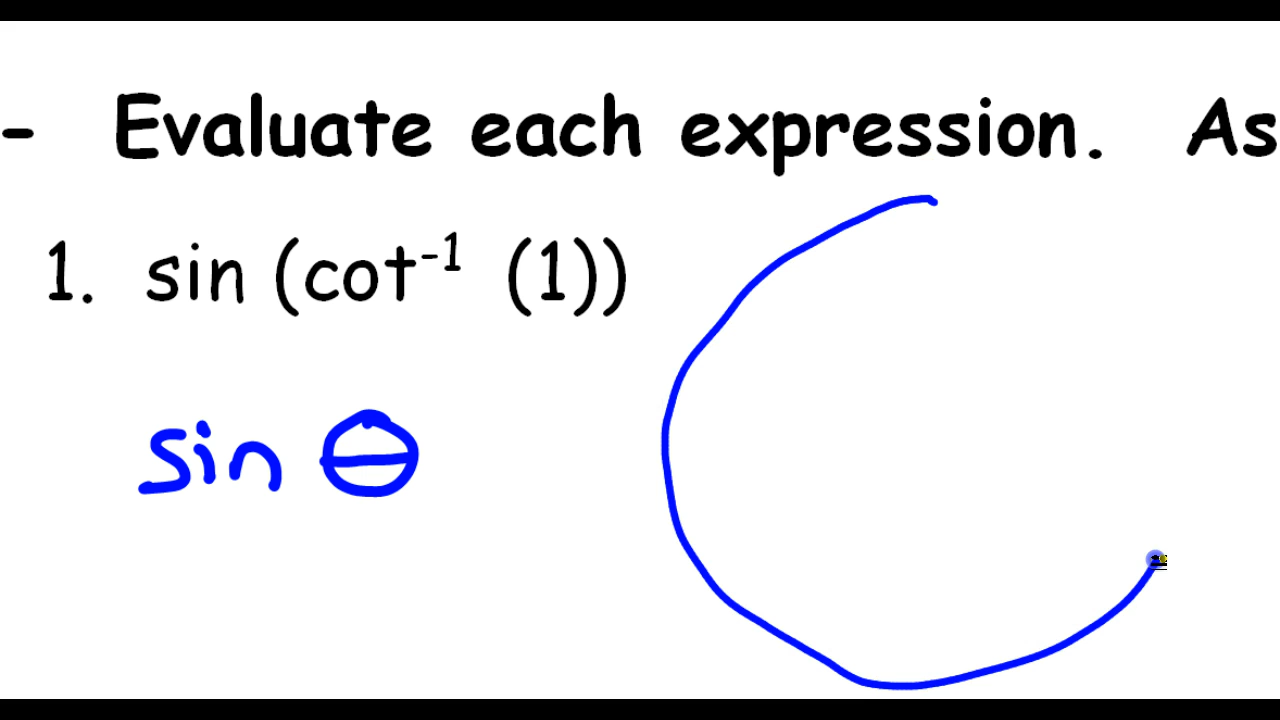 - Evaluate each expression. As
1. sin (cot⁻¹ (1))
sin θ